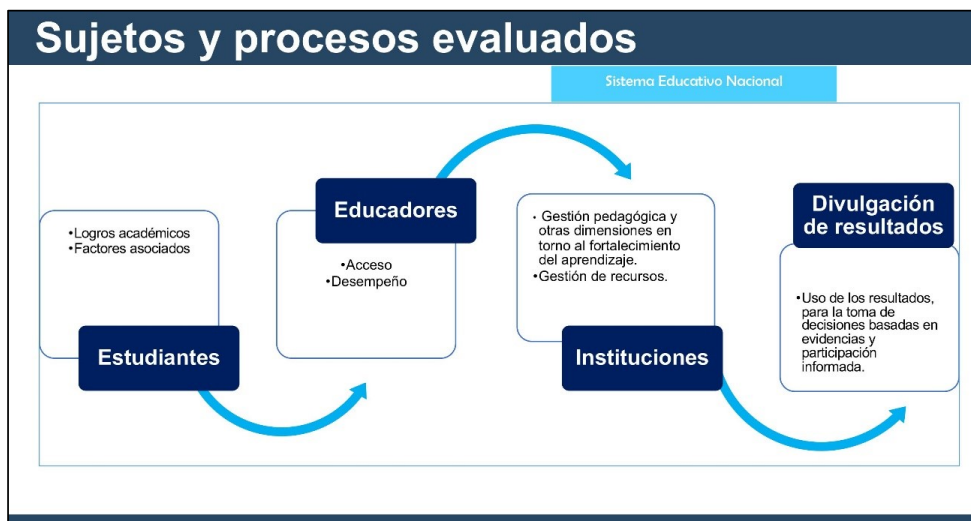 Sujetos y procesos evaluados
Sistema Educativo Nacional
•Logros académicos
•Factores asociados
Estudiantes
Educadores
•Acceso
•Desempeño
• Gestión pedagógica y
otras dimensiones en
torno al fortalecimiento
del aprendizaje.
•Gestión de recursos.
Instituciones
Divulgación
de resultados
•Uso de los resultados,
para la toma de
decisiones basadas en
evidencias y
participación
informada.